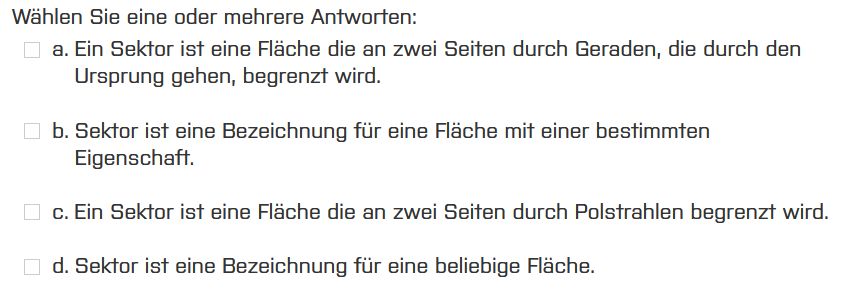 Wählen Sie eine oder mehrere Antworten:
a. Ein Sektor ist eine Fläche die an zwei Seiten durch Geraden, die durch den
Ursprung gehen, begrenzt wird.
b. Sektor ist eine Bezeichnung für eine Fläche mit einer bestimmten
Eigenschaft.
c. Ein Sektor ist eine Fläche die an zwei Seiten durch Polstrahlen begrenzt wird.
d. Sektor ist eine Bezeichnung für eine beliebige Fläche.